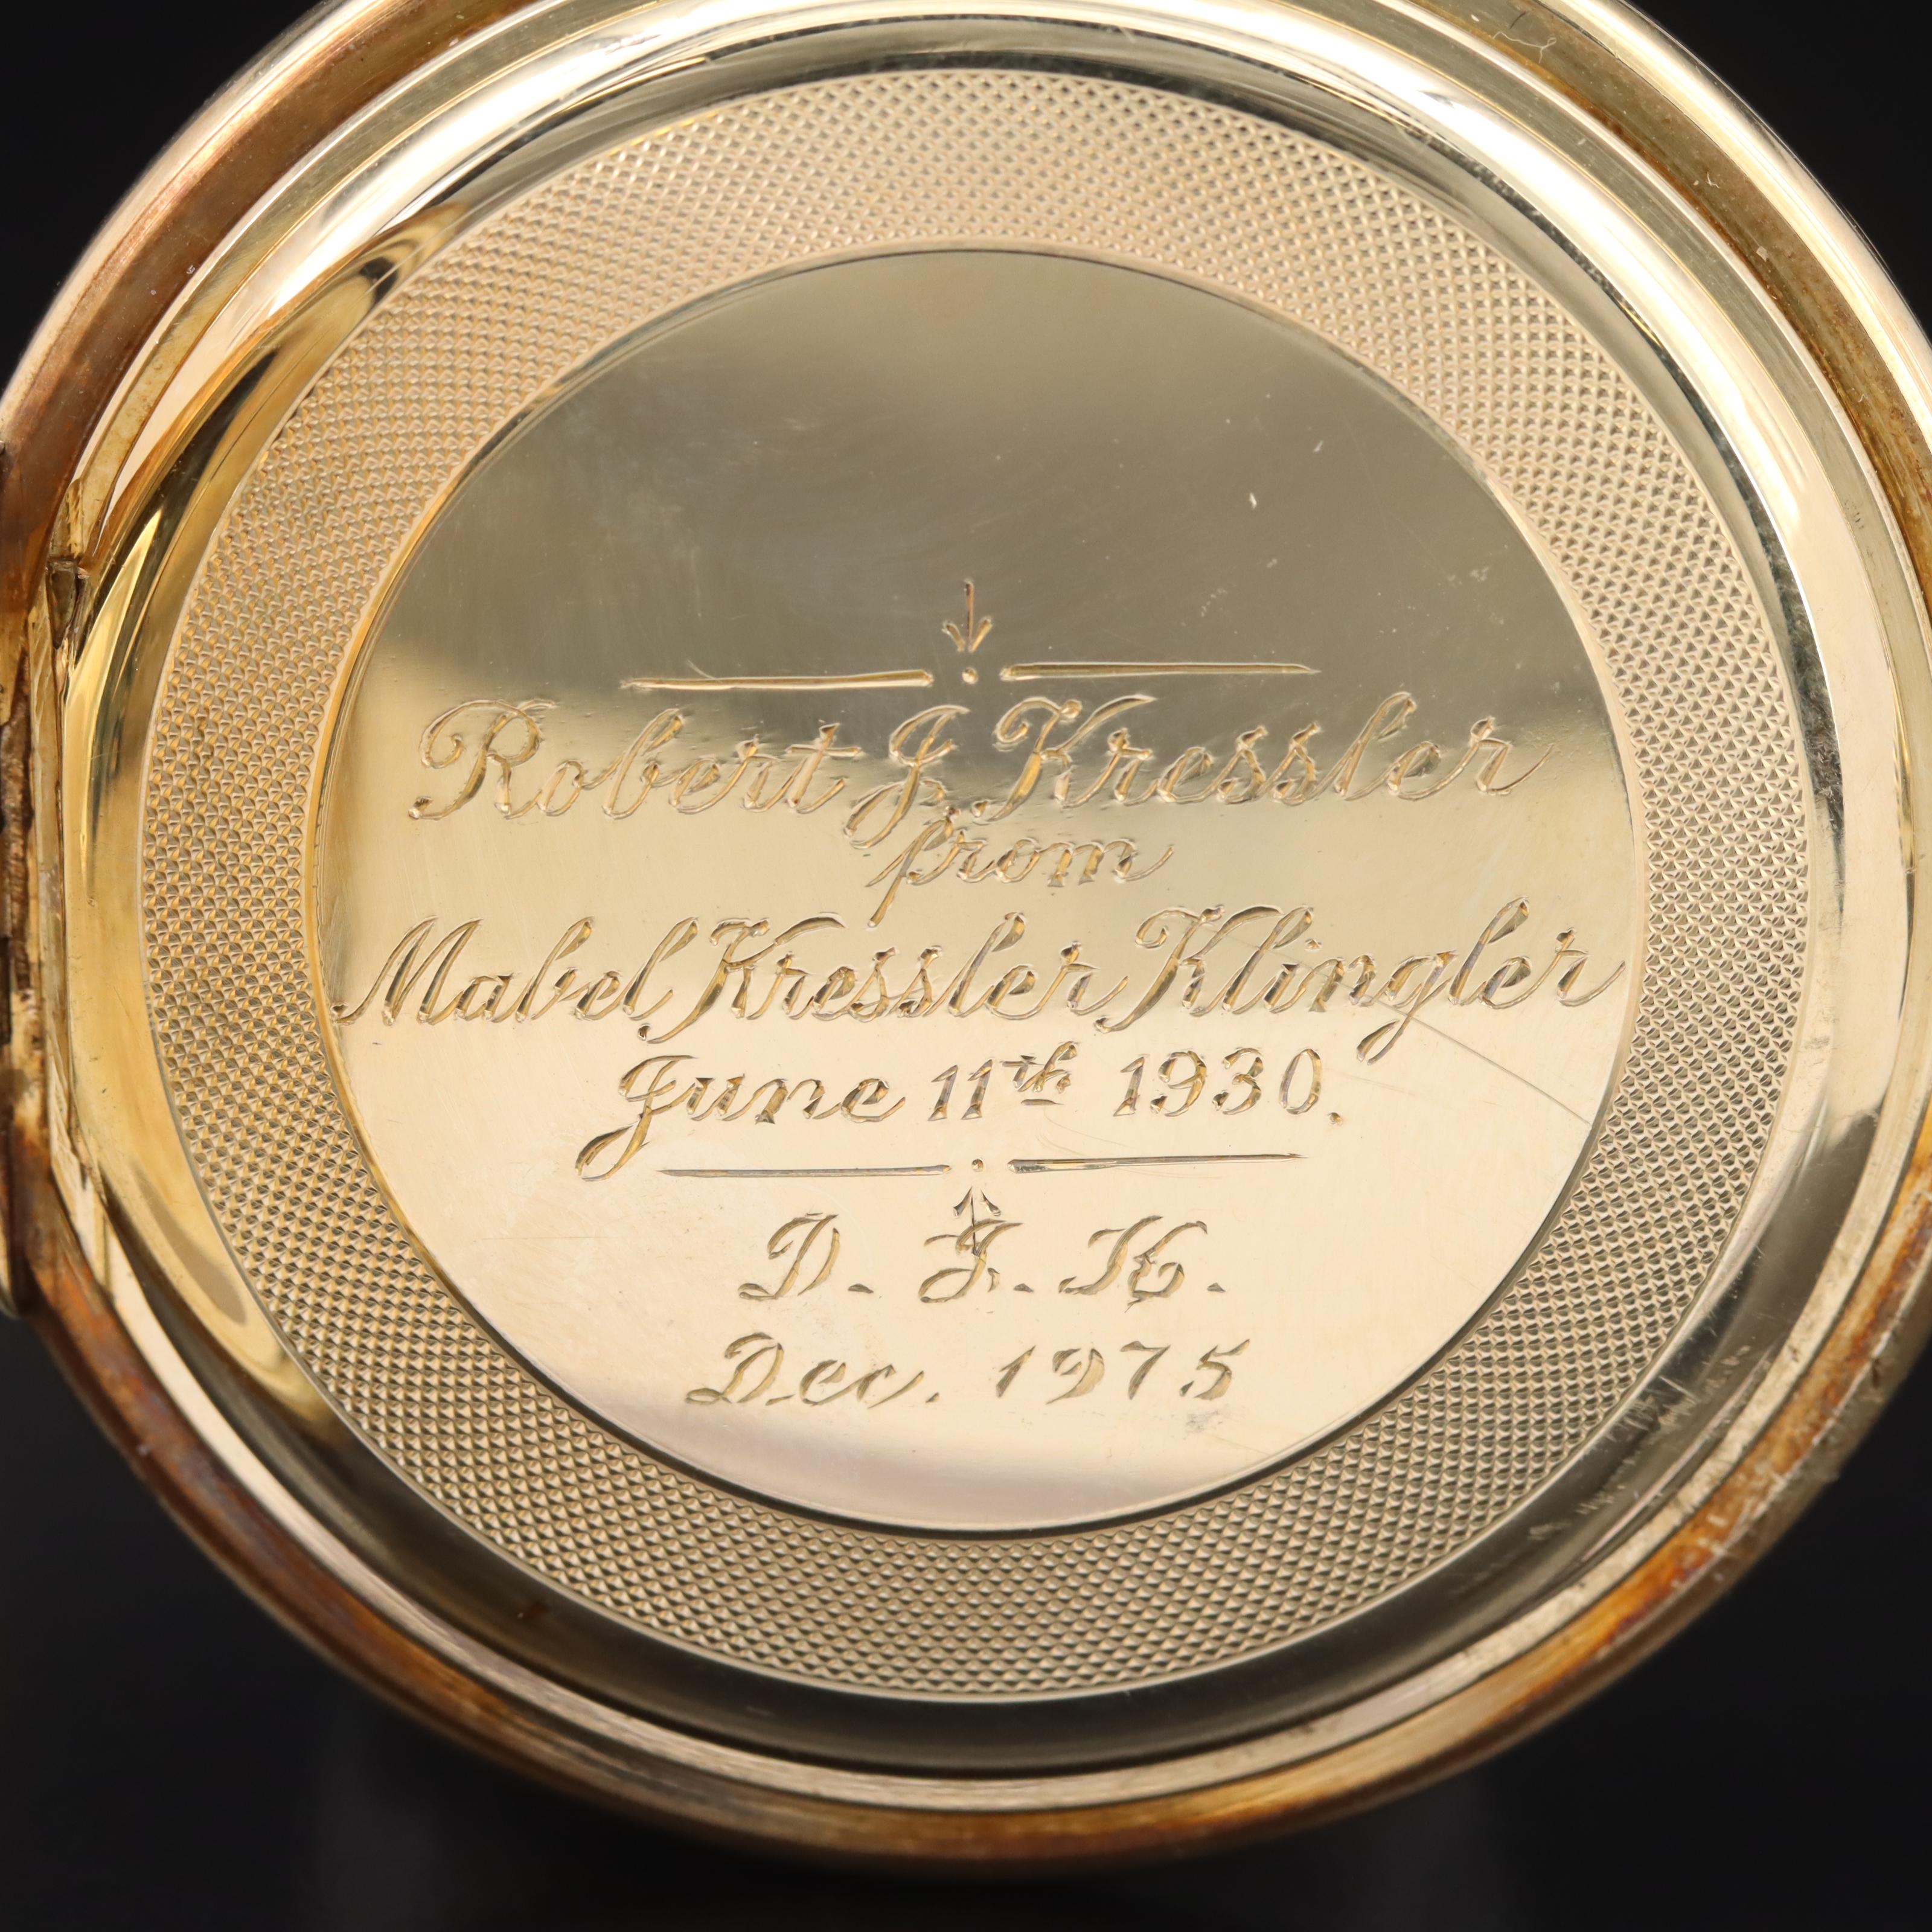 Robert J. Kressler
from
Mabel Kressler Klingler
June 11th 1930.
D. J. K.
Dec. 1975